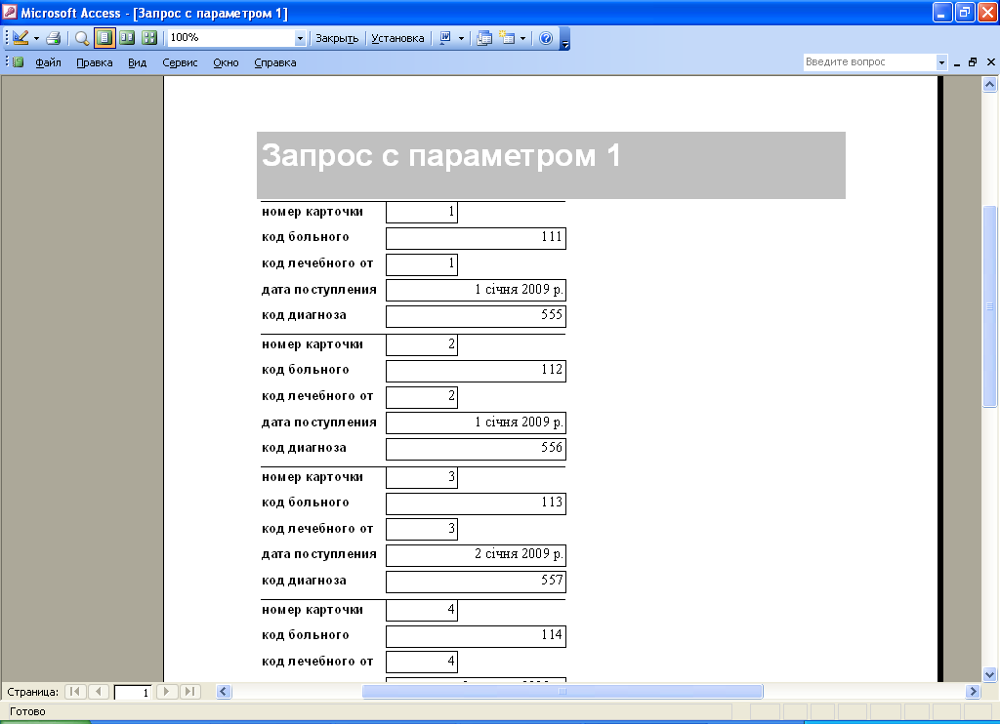 Microsoft Access - [Запрос с параметром 1]
100% Закрыть Установка
Файл Правка Вид Сервис Окно Справка Введите вопрос
Запрос с параметром 1
номер карточки 1
код больного 111
код лечебного от 1
дата поступления 1 січня 2009 р.
код диагноза 555
номер карточки 2
код больного 112
код лечебного от 2
дата поступления 1 січня 2009 р.
код диагноза 556
номер карточки 3
код больного 113
код лечебного от 3
дата поступления 2 січня 2009 р.
код диагноза 557
номер карточки 4
код больного 114
код лечебного от 4
Страница: 1
Готово